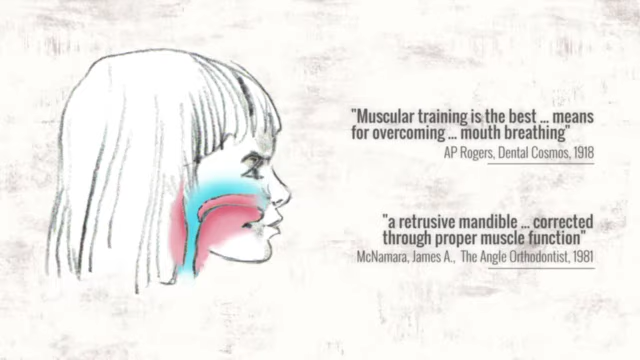 "Muscular training is the best ... means
for overcoming ... mouth breathing"
AP Rogers, Dental Cosmos, 1918
"a retrusive mandible ... corrected
through proper muscle function"
McNamara, James A., The Angle Orthodontist, 1981